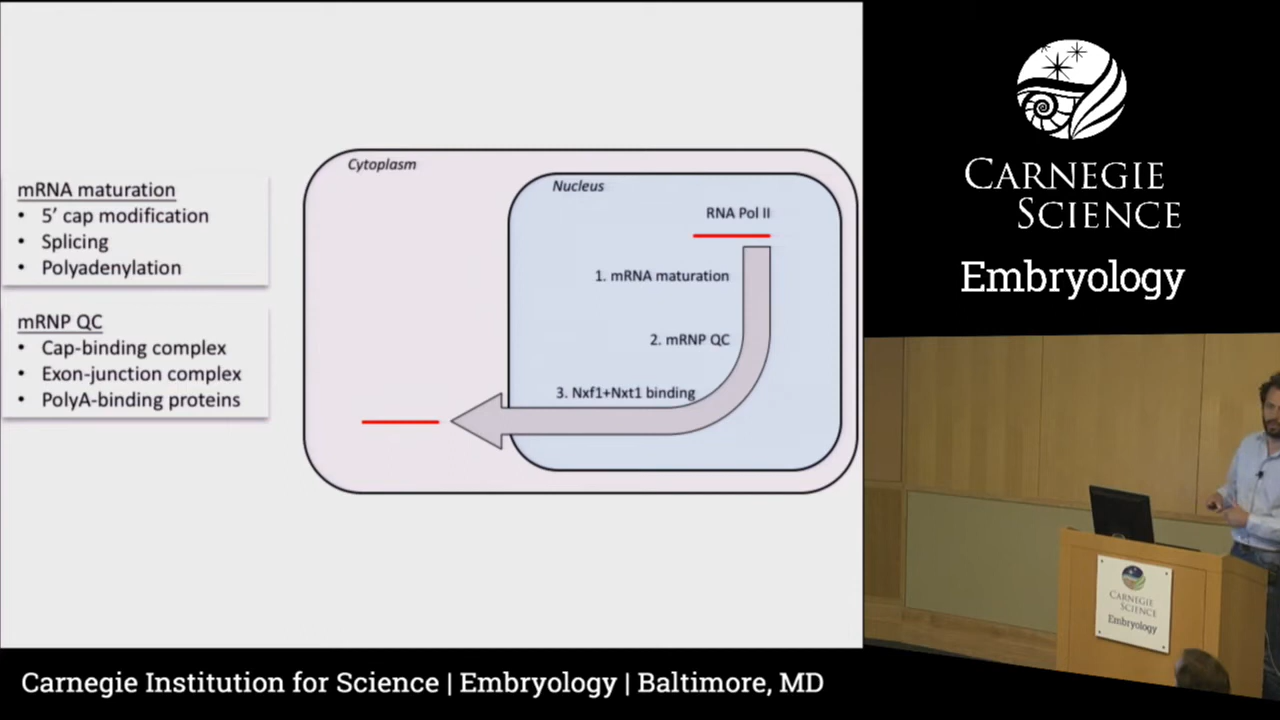 mRNA maturation
• 5’ cap modification
• Splicing
• Polyadenylation
mRNP QC
• Cap-binding complex
• Exon-junction complex
• PolyA-binding proteins
Cytoplasm
Nucleus
RNA Pol II
1. mRNA maturation
2. mRNP QC
3. Nxf1+Nxt1 binding
CARNEGIE
SCIENCE
Embryology
CARNEGIE
SCIENCE
Embryology
Carnegie Institution for Science | Embryology | Baltimore, MD